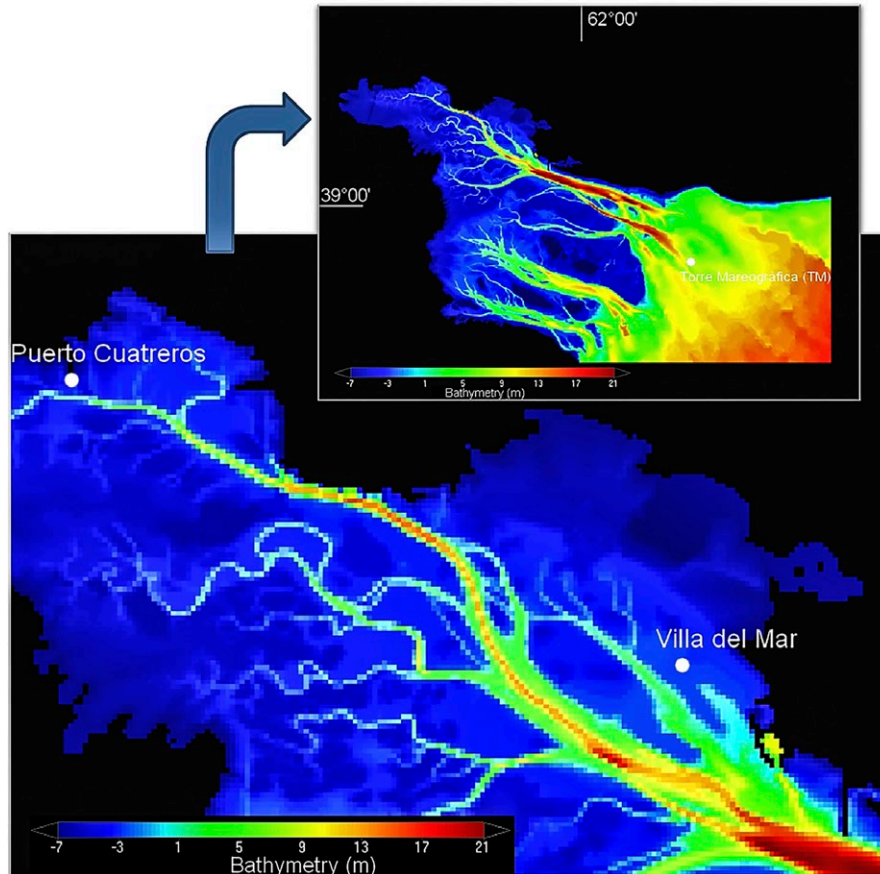 62°00'
39°00'
Torre Mareográfica (TM)
-7 -3 1 5 9 13 17 21
Bathymetry (m)
Puerto Cuatreros
Villa del Mar
-7 -3 1 5 9 13 17 21
Bathymetry (m)